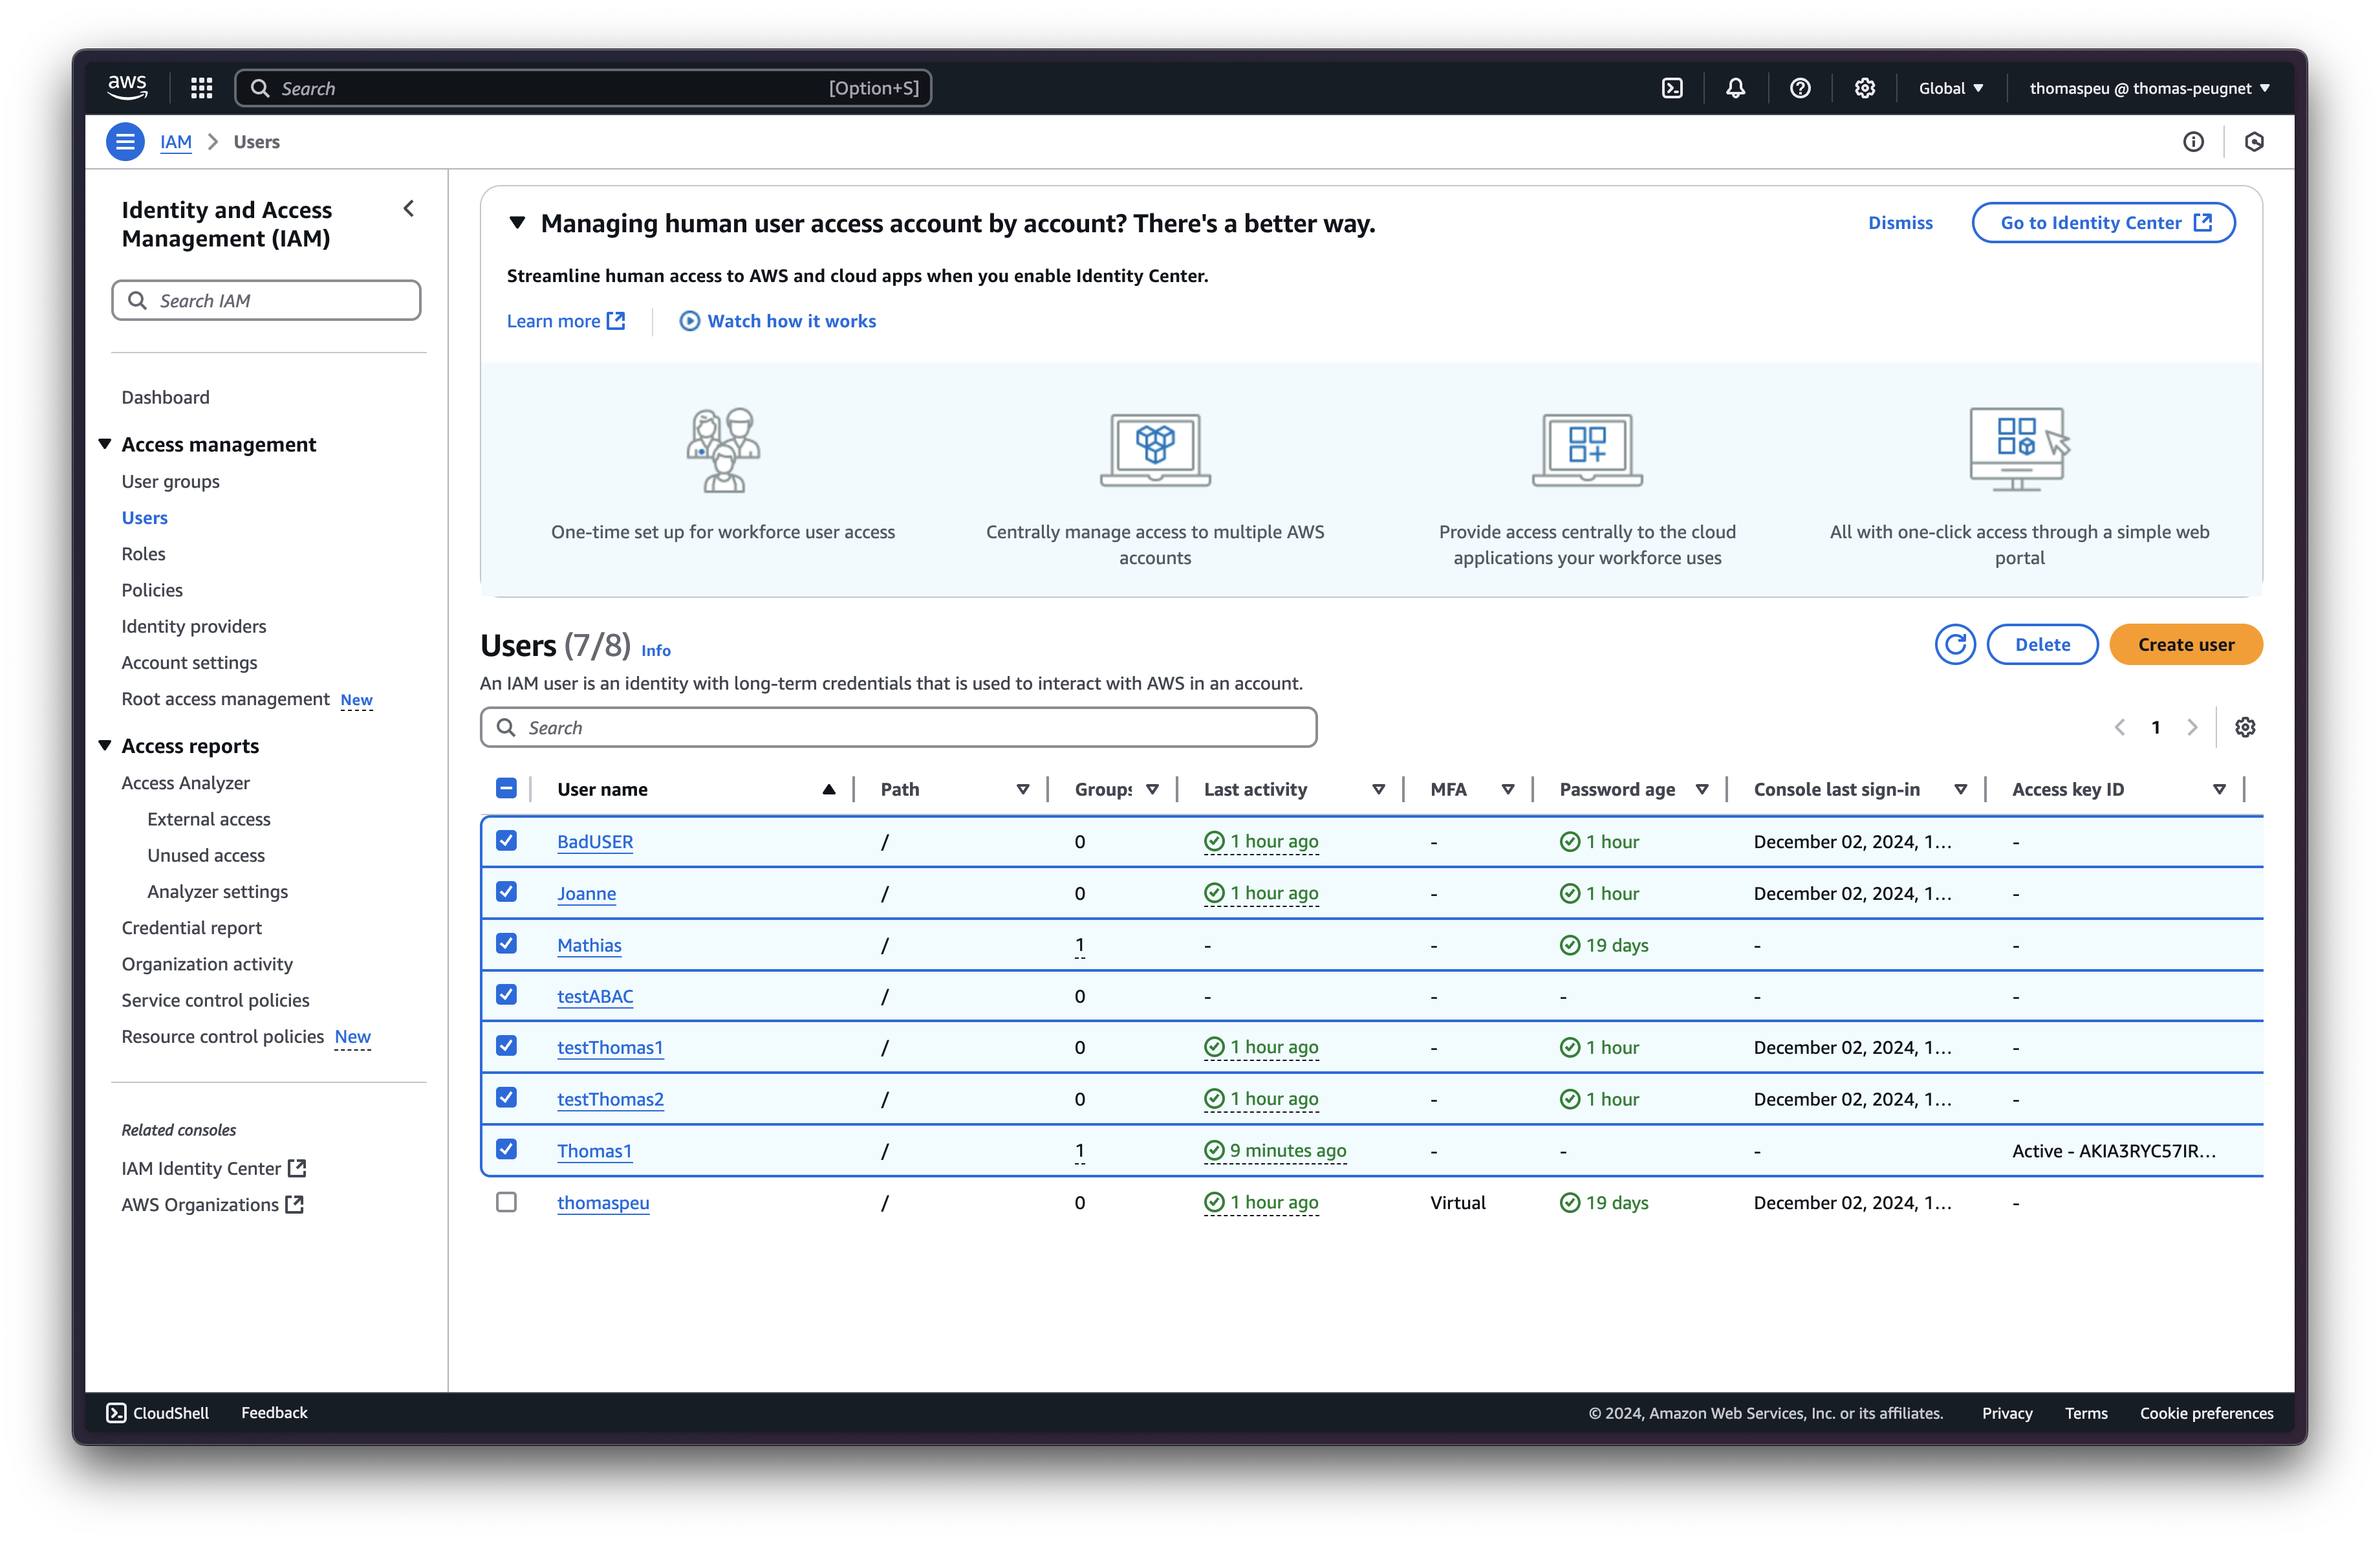 aws
Search [Option+S] Global thomaspeu @ thomas-peugnet
IAM Users
Identity and Access
Management (IAM)
Search IAM
Dashboard
Access management
User groups
Users
Roles
Policies
Identity providers
Account settings
Root access management New
Access reports
Access Analyzer
External access
Unused access
Analyzer settings
Credential report
Organization activity
Service control policies
Resource control policies New
Related consoles
IAM Identity Center
AWS Organizations
Managing human user access account by account? There's a better way. Dismiss Go to Identity Center
Streamline human access to AWS and cloud apps when you enable Identity Center.
Learn more Watch how it works
One-time set up for workforce user access
Centrally manage access to multiple AWS
accounts
Provide access centrally to the cloud
applications your workforce uses
All with one-click access through a simple web
portal
Users (7/8) Info Delete Create user
An IAM user is an identity with long-term credentials that is used to interact with AWS in an account.
Search 1
User name Path Groups Last activity MFA Password age Console last sign-in Access key ID
BadUSER / 0 1 hour ago - 1 hour December 02, 2024, 1... -
Joanne / 0 1 hour ago - 1 hour December 02, 2024, 1... -
Mathias / 1 - - 19 days - -
testABAC / 0 - - - - -
testThomas1 / 0 1 hour ago - 1 hour December 02, 2024, 1... -
testThomas2 / 0 1 hour ago - 1 hour December 02, 2024, 1... -
Thomas1 / 1 9 minutes ago - - - Active - AKIA3RYC57IR...
thomaspeu / 0 1 hour ago Virtual 19 days December 02, 2024, 1... -
CloudShell Feedback © 2024, Amazon Web Services, Inc. or its affiliates. Privacy Terms Cookie preferences